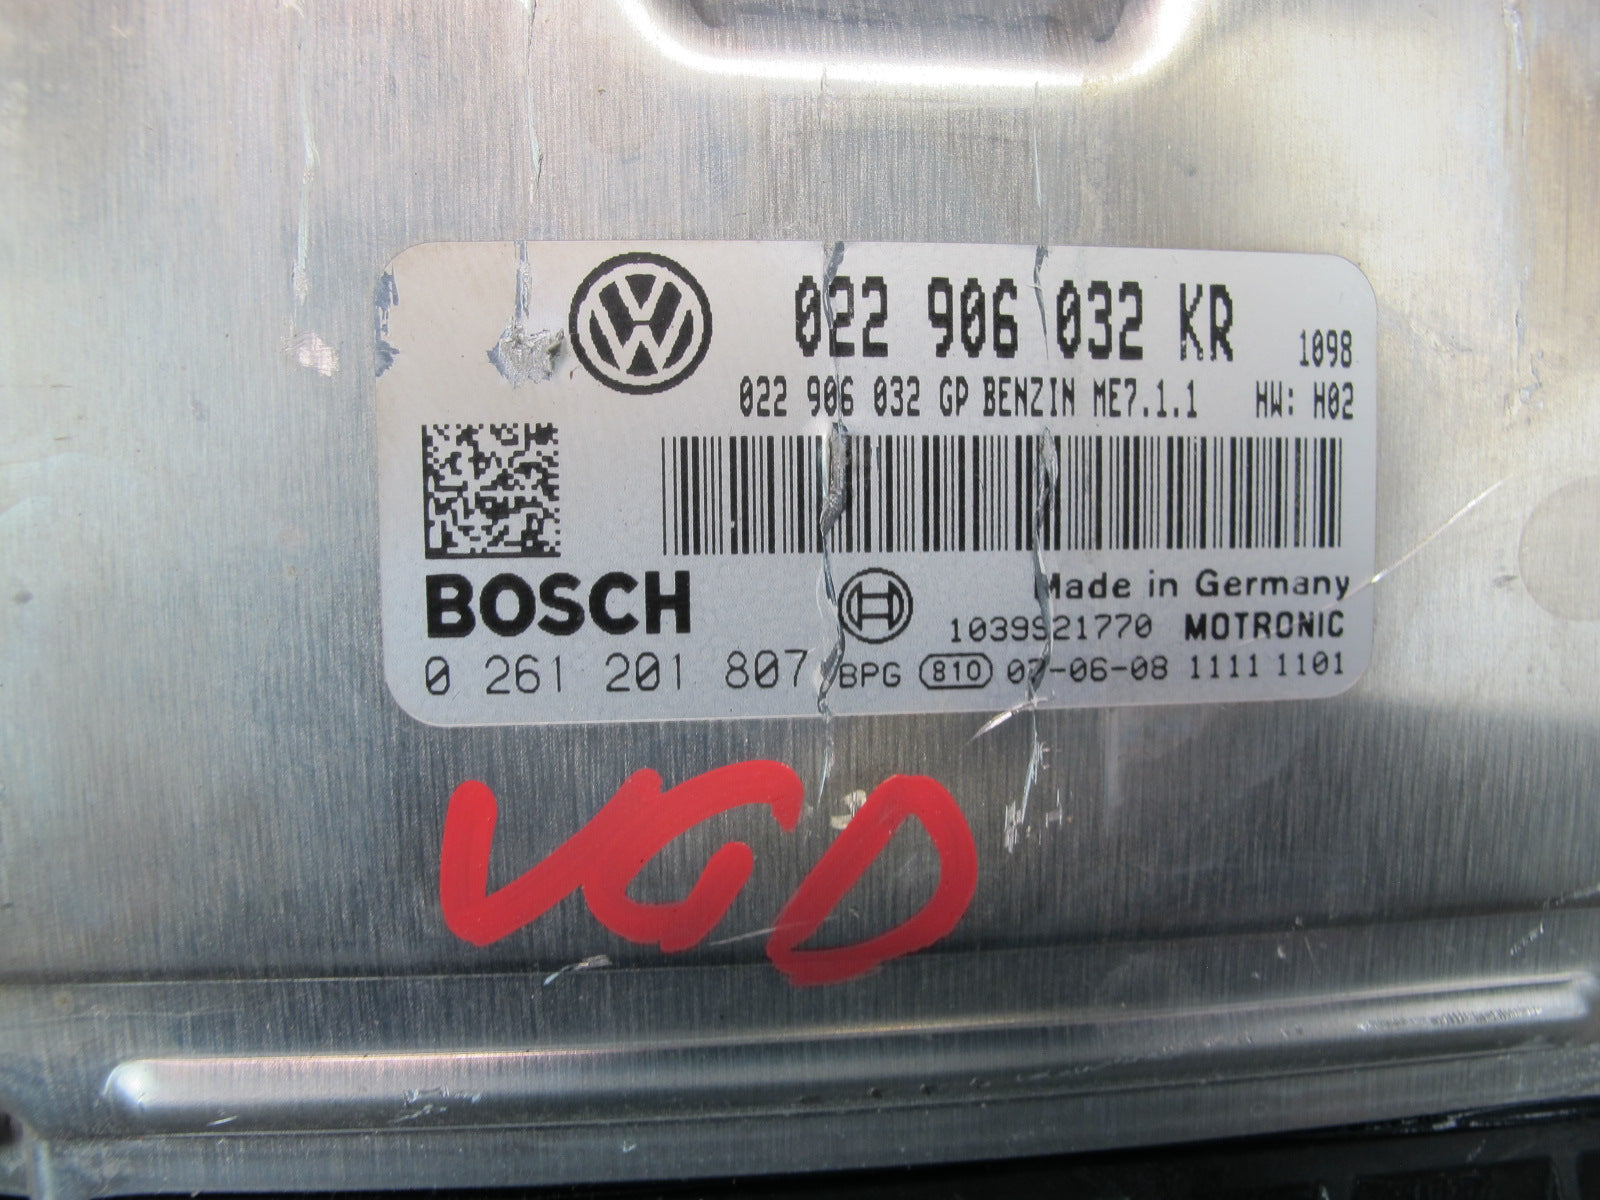 022 906 032 KR 1098
022 906 032 GP BENZIN ME7.1.1 HW: H02
BOSCH
Made in Germany
1039S21770 MOTRONIC
0 261 201 807 BPG 810 07-06-08 1111 1101
VGD